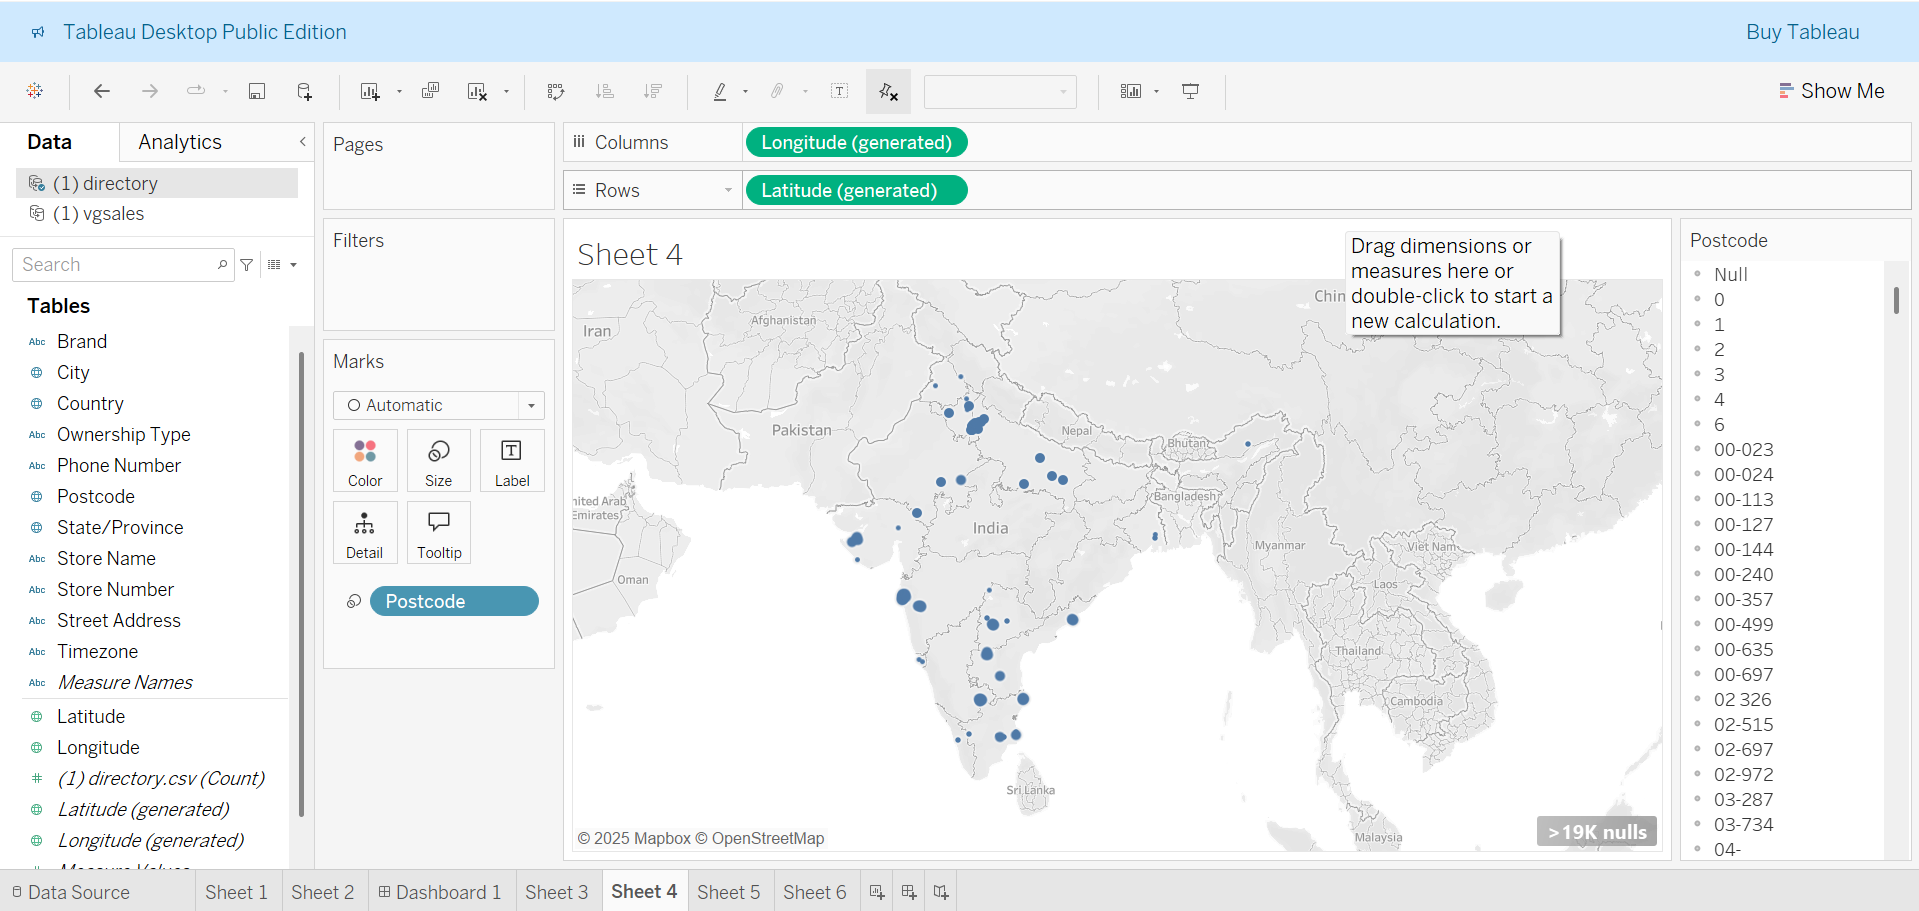 Tableau Desktop Public Edition
Buy Tableau
Show Me
Data
Analytics
(1) directory
(1) vgsales
Search
Tables
Abc Brand
City
Country
Abc Ownership Type
Abc Phone Number
Postcode
State/Province
Abc Store Name
Abc Store Number
Abc Street Address
Abc Timezone
Abc Measure Names
Latitude
Longitude
# (1) directory.csv (Count)
Latitude (generated)
Longitude (generated)
Pages
Filters
Marks
Automatic
Color
Size
Label
Detail
Tooltip
Postcode
Columns
Longitude (generated)
Rows
Latitude (generated)
Sheet 4
Drag dimensions or
measures here or
double-click to start a
new calculation.
Chin
Afghanistan
Iran
Pakistan
Nepal
Bhutan
Bangladesh
nited Arab
Emirates
India
Oman
Myanmar
Viet Nam
Laos
Thailand
Cambodia
Sri Lanka
Malaysia
© 2025 Mapbox © OpenStreetMap
>19K nulls
Postcode
Null
0
1
2
3
4
6
00-023
00-024
00-113
00-127
00-144
00-240
00-357
00-499
00-635
00-697
02 326
02-515
02-697
02-972
03-287
03-734
04-
Data Source
Sheet 1
Sheet 2
Dashboard 1
Sheet 3
Sheet 4
Sheet 5
Sheet 6